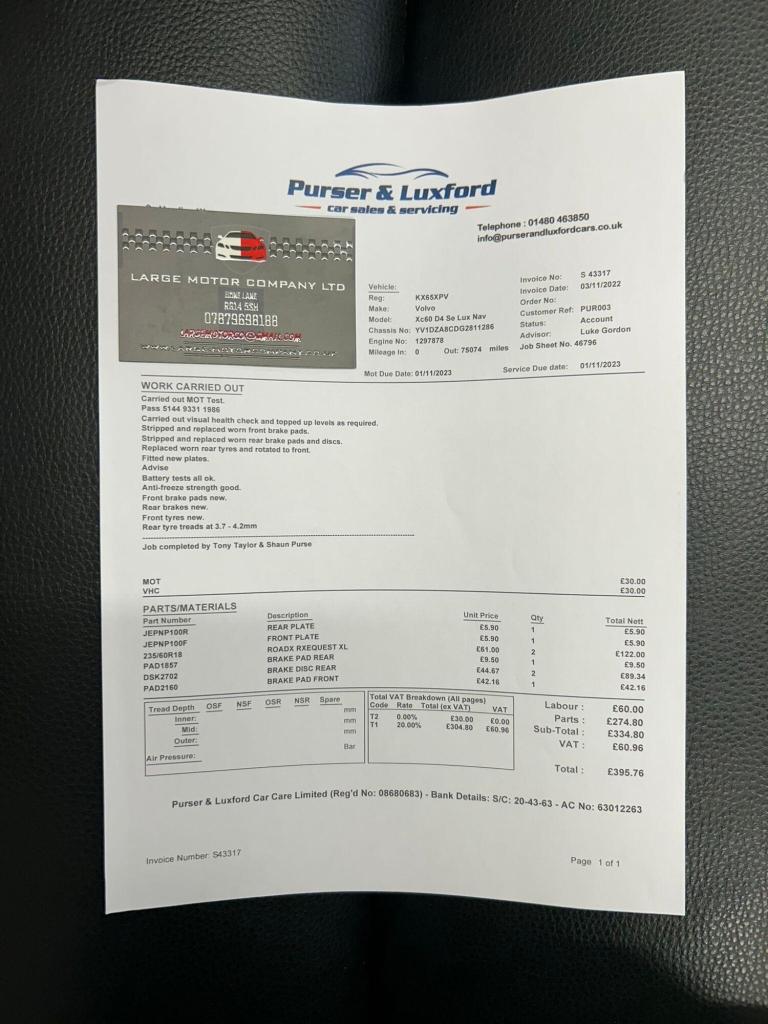 Purser & Luxford
car sales & servicing
Telephone : 01480 463850
info@purserandluxfordcars.co.uk
LARGE MOTOR COMPANY LTD
HOME LANE
RG14 5SH
07879698188
LARGEMOTORCO@GMAIL.COM
Vehicle:
Reg: KX65XPV
Make: Volvo
Model: Xc60 D4 Se Lux Nav
Chassis No: YV1DZA8CDG2811286
Engine No: 1297878
Mileage In: 0 Out: 75074 miles
Invoice No: S 43317
Invoice Date: 03/11/2022
Order No:
Customer Ref: PUR003
Status: Account
Advisor: Luke Gordon
Job Sheet No. 46796
Mot Due Date: 01/11/2023 Service Due date: 01/11/2023
WORK CARRIED OUT
Carried out MOT Test.
Pass 5144 9331 1986
Carried out visual health check and topped up levels as required.
Stripped and replaced worn front brake pads.
Stripped and replaced worn rear brake pads and discs.
Replaced worn rear tyres and rotated to front.
Fitted new plates.
Advise
Battery tests all ok.
Anti-freeze strength good.
Front brake pads new.
Rear brakes new.
Front tyres new.
Rear tyre treads at 3.7 - 4.2mm
Job completed by Tony Taylor & Shaun Purse
MOT £30.00
VHC £30.00
PARTS/MATERIALS
Part Number Description Unit Price Qty Total Nett
JEPNP100R REAR PLATE £5.90 1 £5.90
JEPNP100F FRONT PLATE £5.90 1 £5.90
235/60R18 ROADX RXEQUEST XL £61.00 2 £122.00
PAD1857 BRAKE PAD REAR £9.50 1 £9.50
DSK2702 BRAKE DISC REAR £44.67 2 £89.34
PAD2160 BRAKE PAD FRONT £42.16 1 £42.16
Tread Depth OSF NSF OSR NSR Spare
Inner: mm
Mid: mm
Outer: mm
Air Pressure: Bar
Total VAT Breakdown (All pages)
Code Rate Total (ex VAT) VAT
T2 0.00% £30.00 £0.00
T1 20.00% £304.80 £60.96
Labour : £60.00
Parts : £274.80
Sub-Total : £334.80
VAT : £60.96
Total : £395.76
Purser & Luxford Car Care Limited (Reg'd No: 08680683) - Bank Details: S/C: 20-43-63 - AC No: 63012263
Invoice Number: S43317
Page 1 of 1